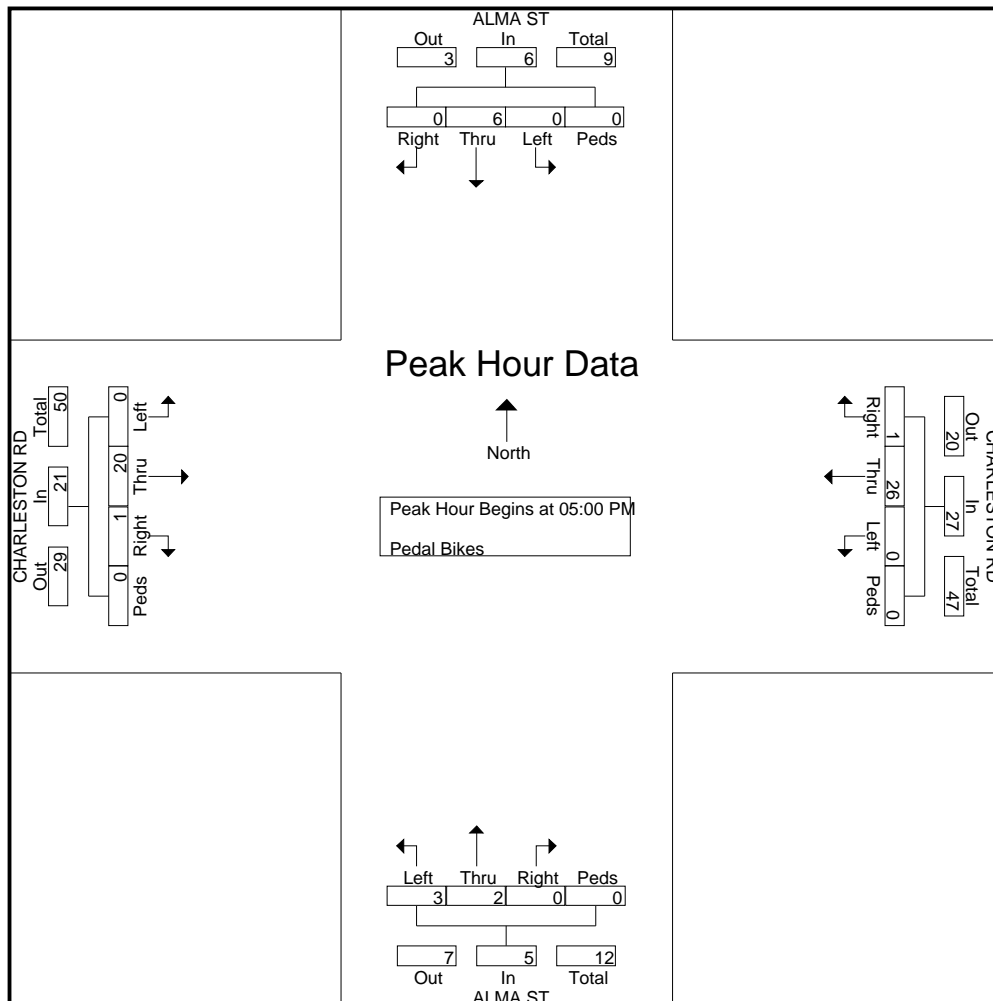 ALMA ST
Out In Total
3 6 9
0 6 0 0
Right Thru Left Peds
Peak Hour Data
North
Peak Hour Begins at 05:00 PM
Pedal Bikes
CHARLESTON RD
Out In Total
29 21 50
Left Thru Right Peds
0 20 1 0
Right Thru Left Peds
1 26 0 0
Out In Total
20 27 47
CHARLESTON RD
Left Thru Right Peds
3 2 0 0
7 5 12
Out In Total
ALMA ST